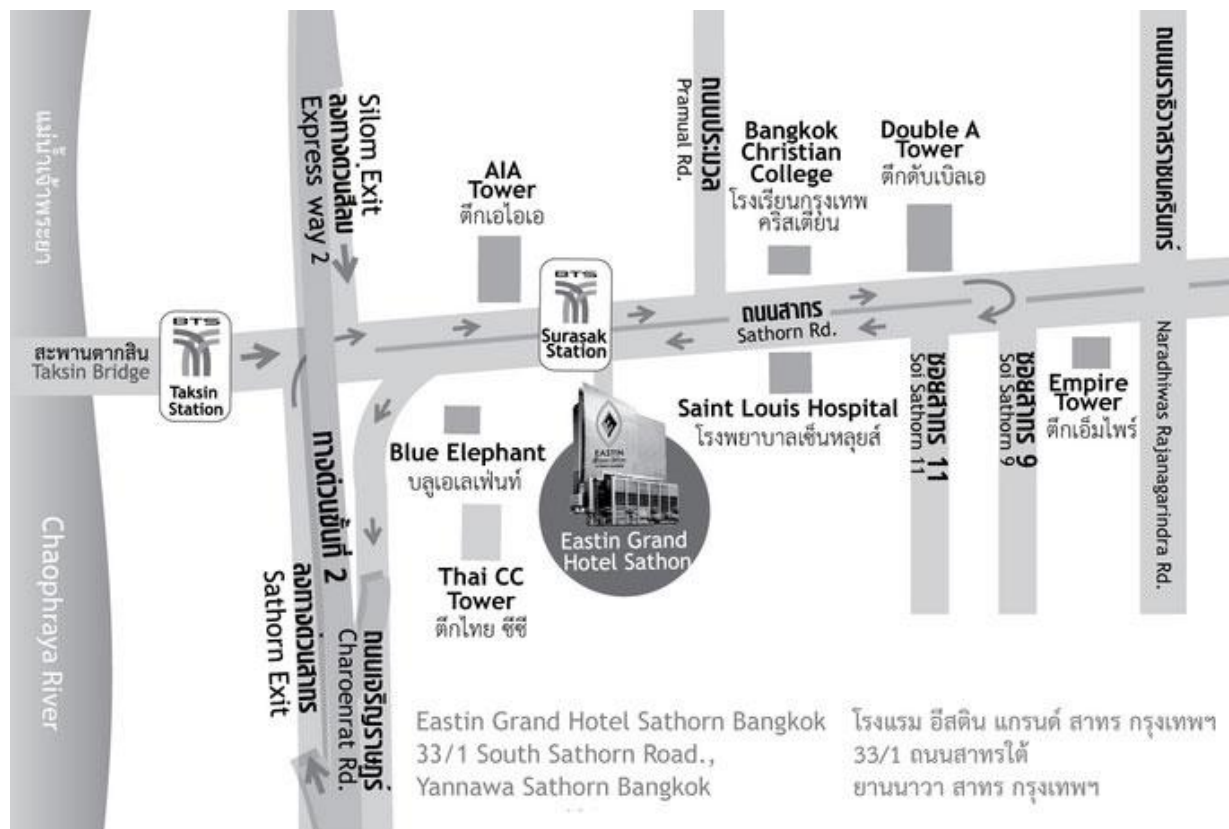 แม่น้ำเจ้าพระยา
Chaophraya River
สะพานตากสิน
Taksin Bridge
BTS
Taksin
Station
Express way 2
ลงทางด่วนสีลม
Silom Exit
ทางด่วนขั้นที่ 2
ลงทางด่วนสาทร
Sathorn Exit
ถนนเจริญราษฎร์
Charoenrat Rd.
AIA
Tower
ตึกเอไอเอ
BTS
Surasak
Station
Blue Elephant
บลูเอเลเฟ่นท์
Thai CC
Tower
ตึกไทย ซีซี
EASTIN
Eastin Grand
Hotel Sathon
ถนนประมวล
Pramual Rd.
Bangkok
Christian
College
โรงเรียนกรุงเทพ
คริสเตียน
Double A
Tower
ตึกดับเบิลเอ
ถนนสาทร
Sathorn Rd.
Saint Louis Hospital
โรงพยาบาลเซ็นหลุยส์
ซอยสาทร 11
Soi Sathorn 11
ซอยสาทร 9
Soi Sathorn 9
Empire
Tower
ตึกเอ็มไพร์
ถนนนราธิวาสราชนครินทร์
Naradhiwas Rajanagarindra Rd.
Eastin Grand Hotel Sathorn Bangkok
33/1 South Sathorn Road.,
Yannawa Sathorn Bangkok
โรงแรม อีสติน แกรนด์ สาทร กรุงเทพฯ
33/1 ถนนสาทรใต้
ยานนาวา สาทร กรุงเทพฯ